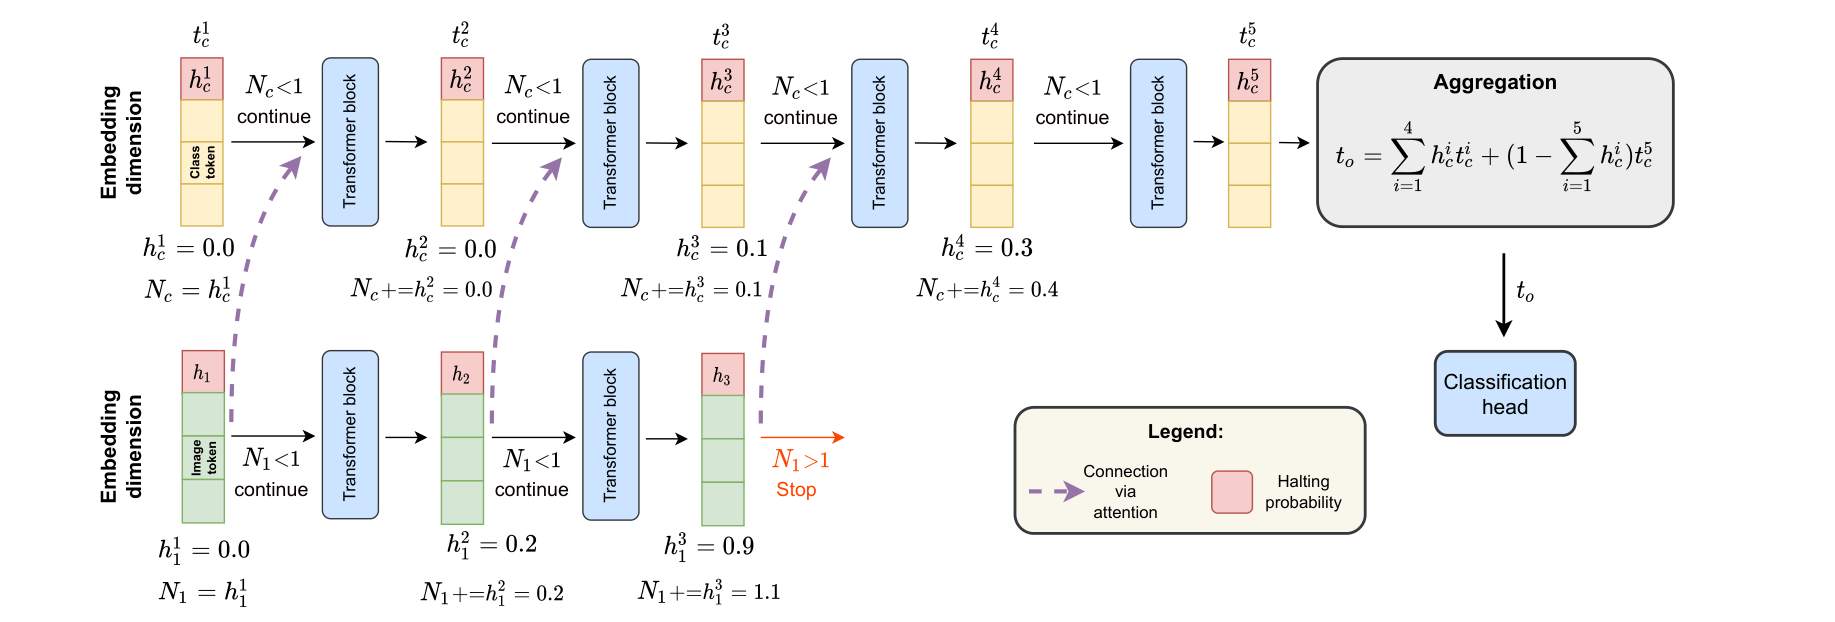 Embedding
dimension
t_c^1
h_c^1
Class
token
h_c^1 = 0.0
N_c = h_c^1
N_c<1
continue
Transformer block
t_c^2
h_c^2
h_c^2 = 0.0
N_c+=h_c^2 = 0.0
N_c<1
continue
Transformer block
t_c^3
h_c^3
h_c^3 = 0.1
N_c+=h_c^3 = 0.1
N_c<1
continue
Transformer block
t_c^4
h_c^4
h_c^4 = 0.3
N_c+=h_c^4 = 0.4
N_c<1
continue
Transformer block
t_c^5
h_c^5
Aggregation
t_o = \sum_{i=1}^{4} h_c^i t_c^i + (1 - \sum_{i=1}^{5} h_c^i)t_c^5
t_o
Classification
head
Embedding
dimension
h_1
Image
token
h_1^1 = 0.0
N_1 = h_1^1
N_1<1
continue
Transformer block
h_2
h_1^2 = 0.2
N_1+=h_1^2 = 0.2
N_1<1
continue
Transformer block
h_3
h_1^3 = 0.9
N_1+=h_1^3 = 1.1
N_1>1
Stop
Legend:
Connection
via
attention
Halting
probability